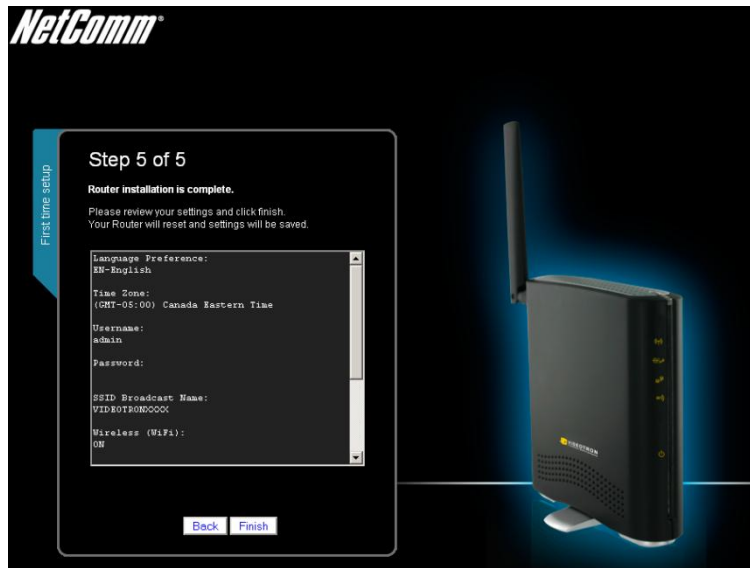 NetComm
First time setup
Step 5 of 5
Router installation is complete.
Please review your settings and click finish.
Your Router will reset and settings will be saved.
Language Preference:
EN-English
Time Zone:
(GMT-05:00) Canada Eastern Time
Username:
admin
Password:
SSID Broadcast Name:
VIDEOTRONXXXX
Wireless (WiFi):
ON
Back Finish
VIDEOTRON